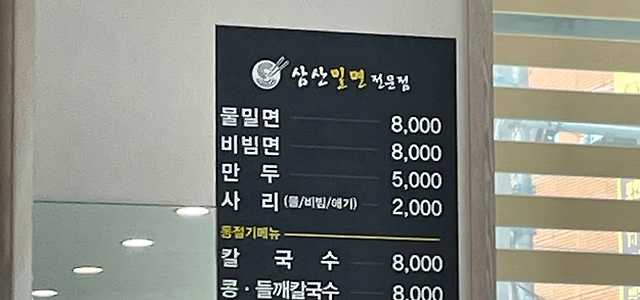 삼산밀면전문점
물밀면 8,000
비빔면 8,000
만두 5,000
사리(물/비빔/애기) 2,000
동절기메뉴
칼국수 8,000
콩·들깨칼국수 8,000